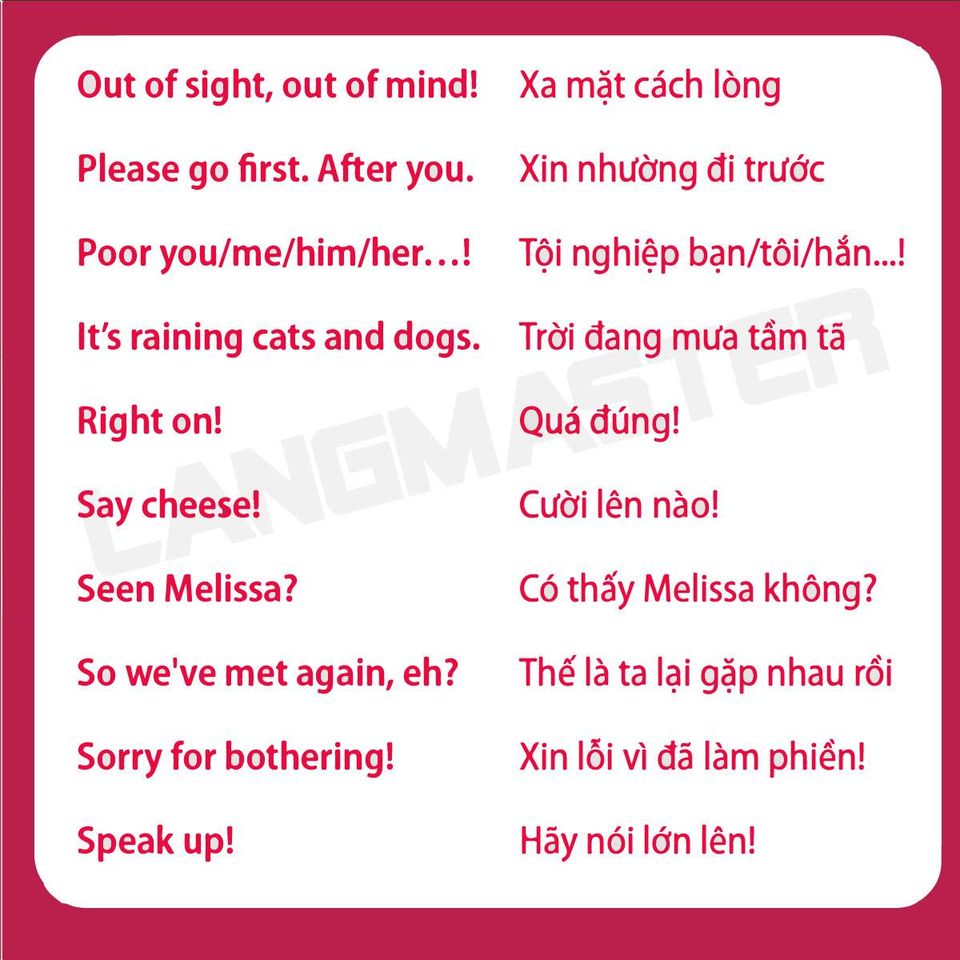 Out of sight, out of mind! Xa mặt cách lòng
Please go first. After you. Xin nhường đi trước
Poor you/me/him/her…! Tội nghiệp bạn/tôi/hắn...!
It’s raining cats and dogs. Trời đang mưa tầm tã
Right on! Quá đúng!
Say cheese! Cười lên nào!
Seen Melissa? Có thấy Melissa không?
So we've met again, eh? Thế là ta lại gặp nhau rồi
Sorry for bothering! Xin lỗi vì đã làm phiền!
Speak up! Hãy nói lớn lên!
LANGMASTER